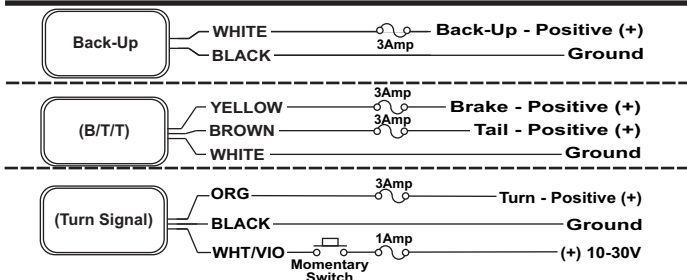 Back-Up WHITE 3Amp Back-Up - Positive (+)
BLACK Ground
(B/T/T) YELLOW 3Amp Brake - Positive (+)
BROWN 3Amp Tail - Positive (+)
WHITE Ground
(Turn Signal) ORG 3Amp Turn - Positive (+)
BLACK Ground
WHT/VIO Momentary Switch 1Amp (+) 10-30V